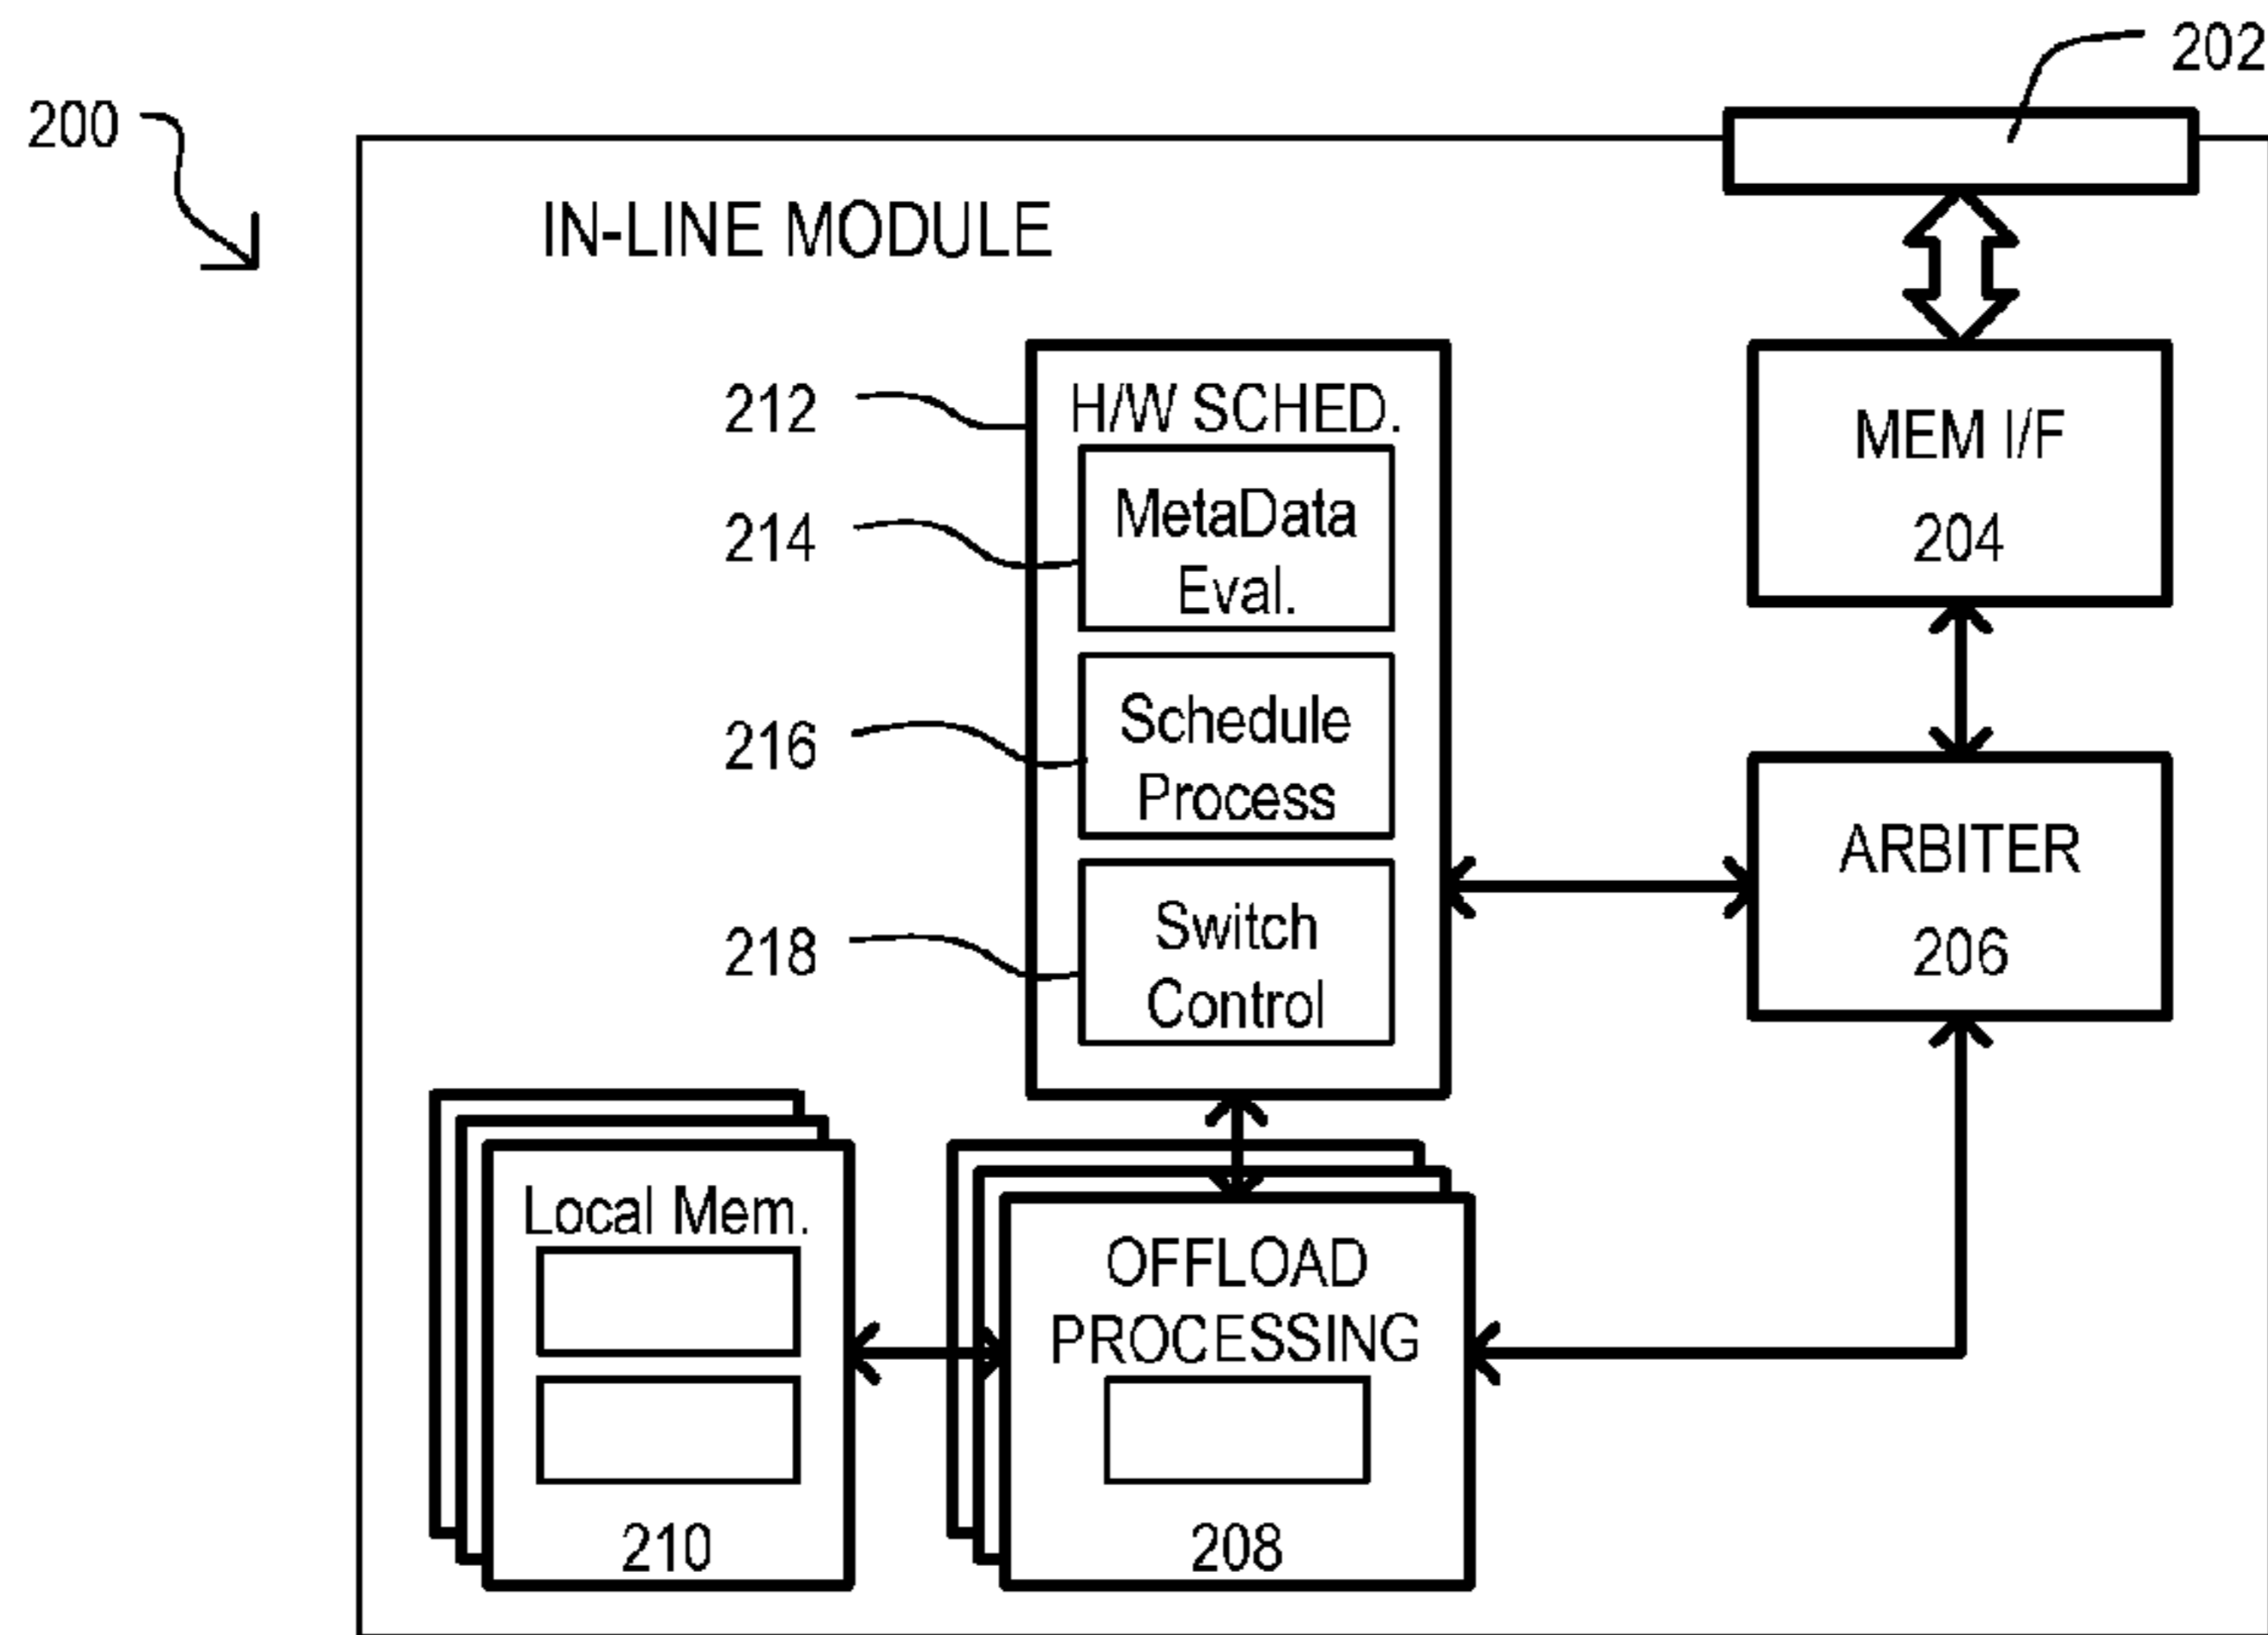 202
200
IN-LINE MODULE
212
H/W SCHED.
MEM I/F
204
214
MetaData
Eval.
216
Schedule
Process
ARBITER
206
218
Switch
Control
Local Mem.
210
OFFLOAD
PROCESSING
208